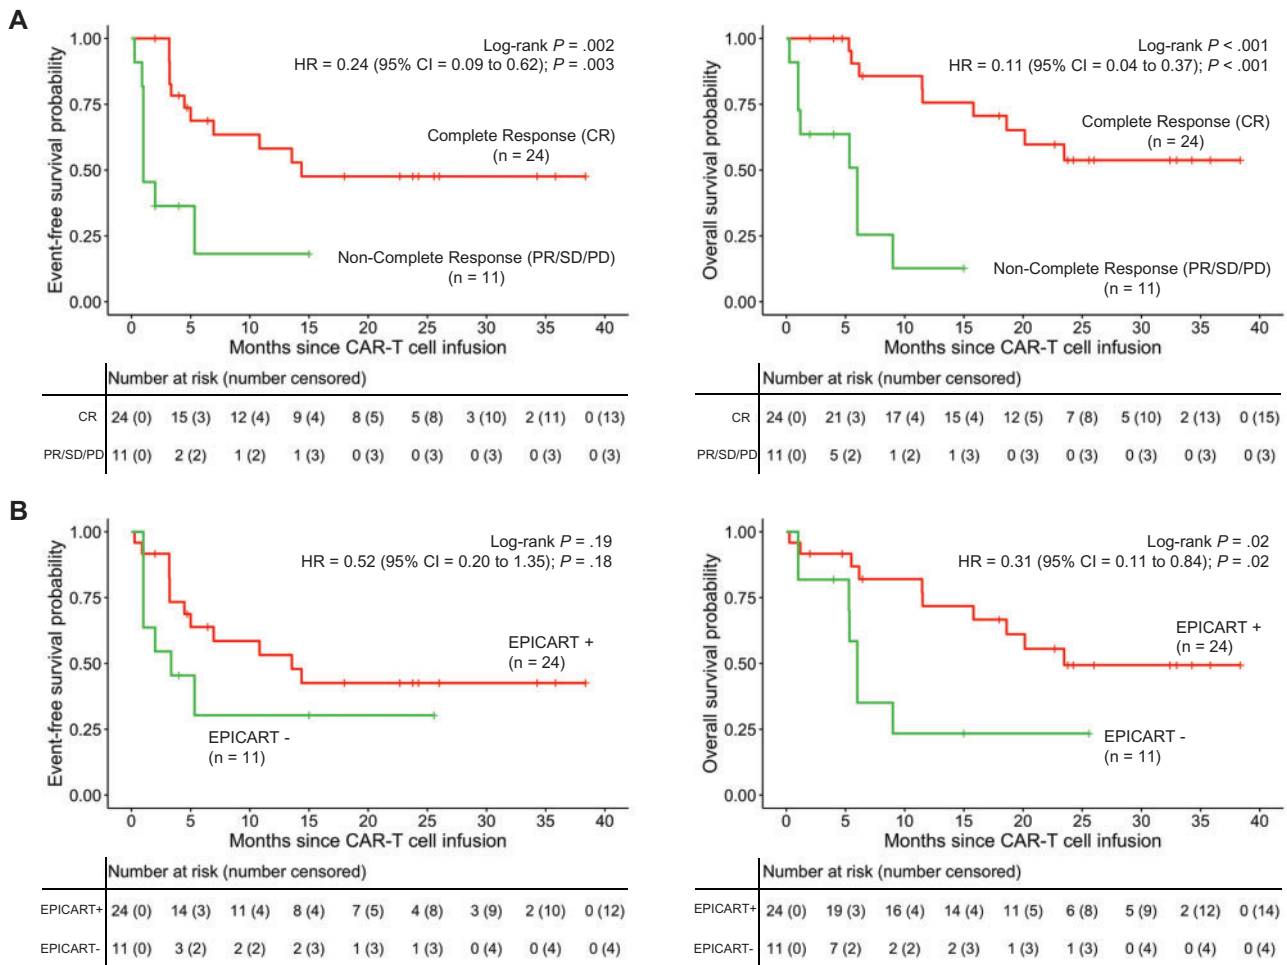 A
Log-rank P = .002
HR = 0.24 (95% CI = 0.09 to 0.62); P = .003
Complete Response (CR)
(n = 24)
Non-Complete Response (PR/SD/PD)
(n = 11)
Event-free survival probability
1.00
0.75
0.50
0.25
0.00
0 5 10 15 20 25 30 35 40
Months since CAR-T cell infusion
Number at risk (number censored)
CR 24 (0) 15 (3) 12 (4) 9 (4) 8 (5) 5 (8) 3 (10) 2 (11) 0 (13)
PR/SD/PD 11 (0) 2 (2) 1 (2) 1 (3) 0 (3) 0 (3) 0 (3) 0 (3) 0 (3)
Log-rank P < .001
HR = 0.11 (95% CI = 0.04 to 0.37); P < .001
Complete Response (CR)
(n = 24)
Non-Complete Response (PR/SD/PD)
(n = 11)
Overall survival probability
1.00
0.75
0.50
0.25
0.00
0 5 10 15 20 25 30 35 40
Months since CAR-T cell infusion
Number at risk (number censored)
CR 24 (0) 21 (3) 17 (4) 15 (4) 12 (5) 7 (8) 5 (10) 2 (13) 0 (15)
PR/SD/PD 11 (0) 5 (2) 1 (2) 1 (3) 0 (3) 0 (3) 0 (3) 0 (3) 0 (3)
B
Log-rank P = .19
HR = 0.52 (95% CI = 0.20 to 1.35); P = .18
EPICART +
(n = 24)
EPICART -
(n = 11)
Event-free survival probability
1.00
0.75
0.50
0.25
0.00
0 5 10 15 20 25 30 35 40
Months since CAR-T cell infusion
Number at risk (number censored)
EPICART+ 24 (0) 14 (3) 11 (4) 8 (4) 7 (5) 4 (8) 3 (9) 2 (10) 0 (12)
EPICART- 11 (0) 3 (2) 2 (2) 2 (3) 1 (3) 1 (3) 0 (4) 0 (4) 0 (4)
Log-rank P = .02
HR = 0.31 (95% CI = 0.11 to 0.84); P = .02
EPICART +
(n = 24)
EPICART -
(n = 11)
Overall survival probability
1.00
0.75
0.50
0.25
0.00
0 5 10 15 20 25 30 35 40
Months since CAR-T cell infusion
Number at risk (number censored)
EPICART+ 24 (0) 19 (3) 16 (4) 14 (4) 11 (5) 6 (8) 5 (9) 2 (12) 0 (14)
EPICART- 11 (0) 7 (2) 2 (2) 2 (3) 1 (3) 1 (3) 0 (4) 0 (4) 0 (4)